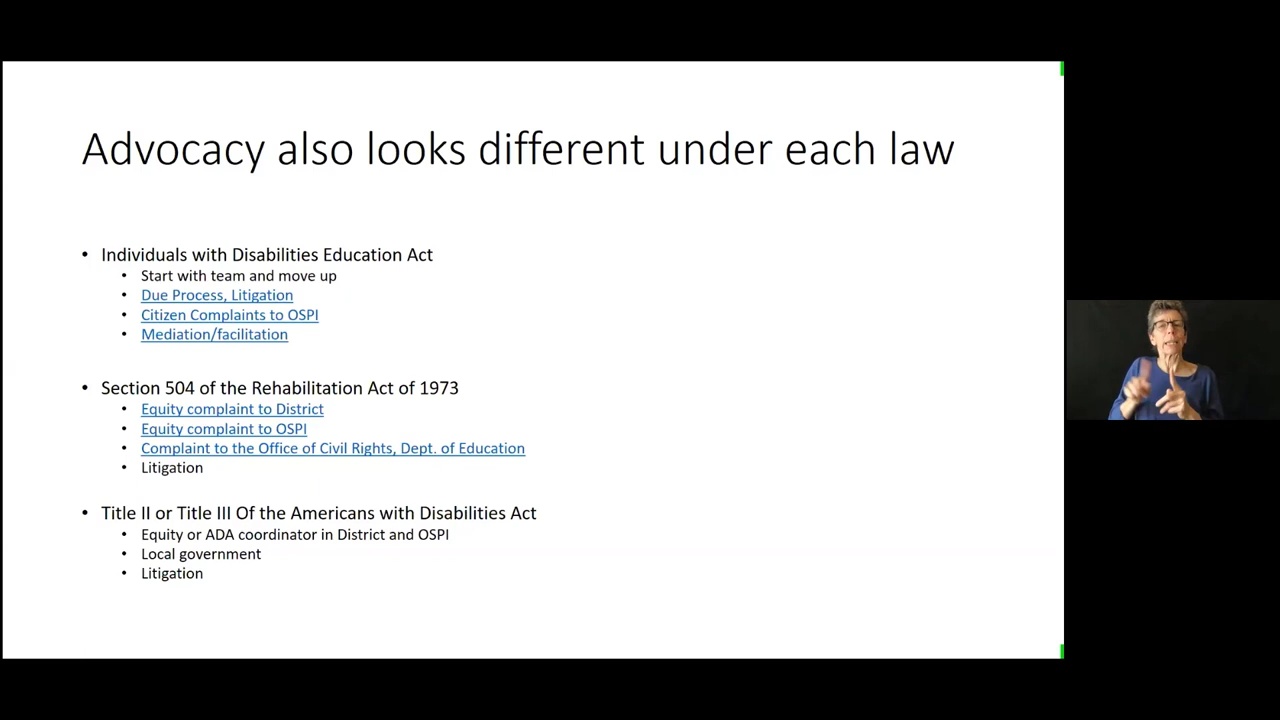 Advocacy also looks different under each law
• Individuals with Disabilities Education Act
• Start with team and move up
• Due Process, Litigation
• Citizen Complaints to OSPI
• Mediation/facilitation
• Section 504 of the Rehabilitation Act of 1973
• Equity complaint to District
• Equity complaint to OSPI
• Complaint to the Office of Civil Rights, Dept. of Education
• Litigation
• Title II or Title III Of the Americans with Disabilities Act
• Equity or ADA coordinator in District and OSPI
• Local government
• Litigation